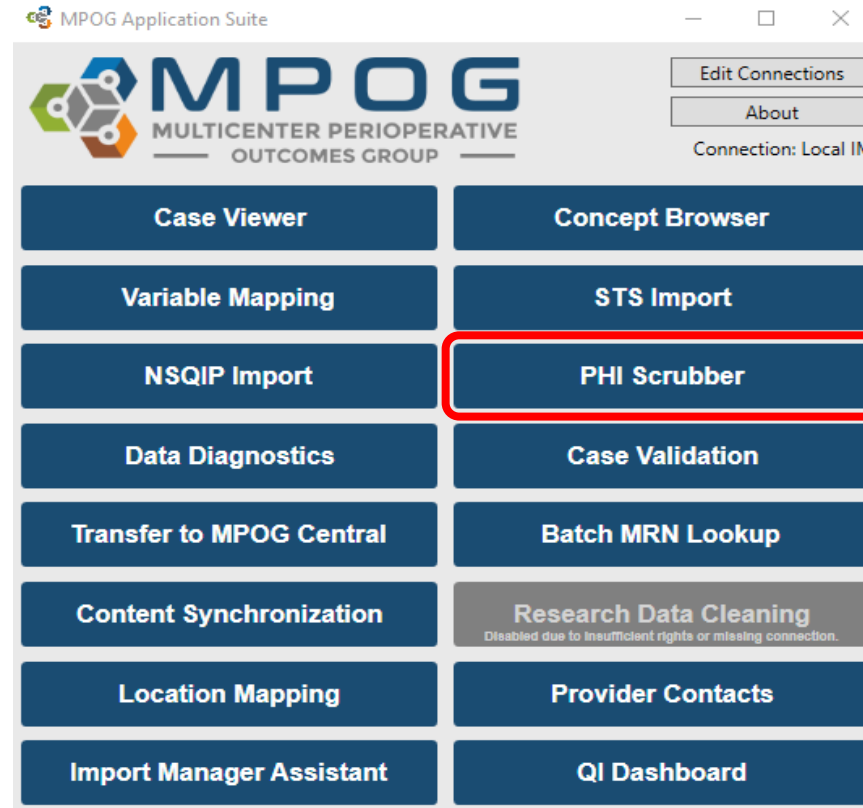 MPOG Application Suite
MPOG
MULTICENTER PERIOPERATIVE
OUTCOMES GROUP
Edit Connections
About
Connection: Local IM
Case Viewer
Concept Browser
Variable Mapping
STS Import
NSQIP Import
PHI Scrubber
Data Diagnostics
Case Validation
Transfer to MPOG Central
Batch MRN Lookup
Content Synchronization
Research Data Cleaning
Disabled due to insufficient rights or missing connection.
Location Mapping
Provider Contacts
Import Manager Assistant
QI Dashboard